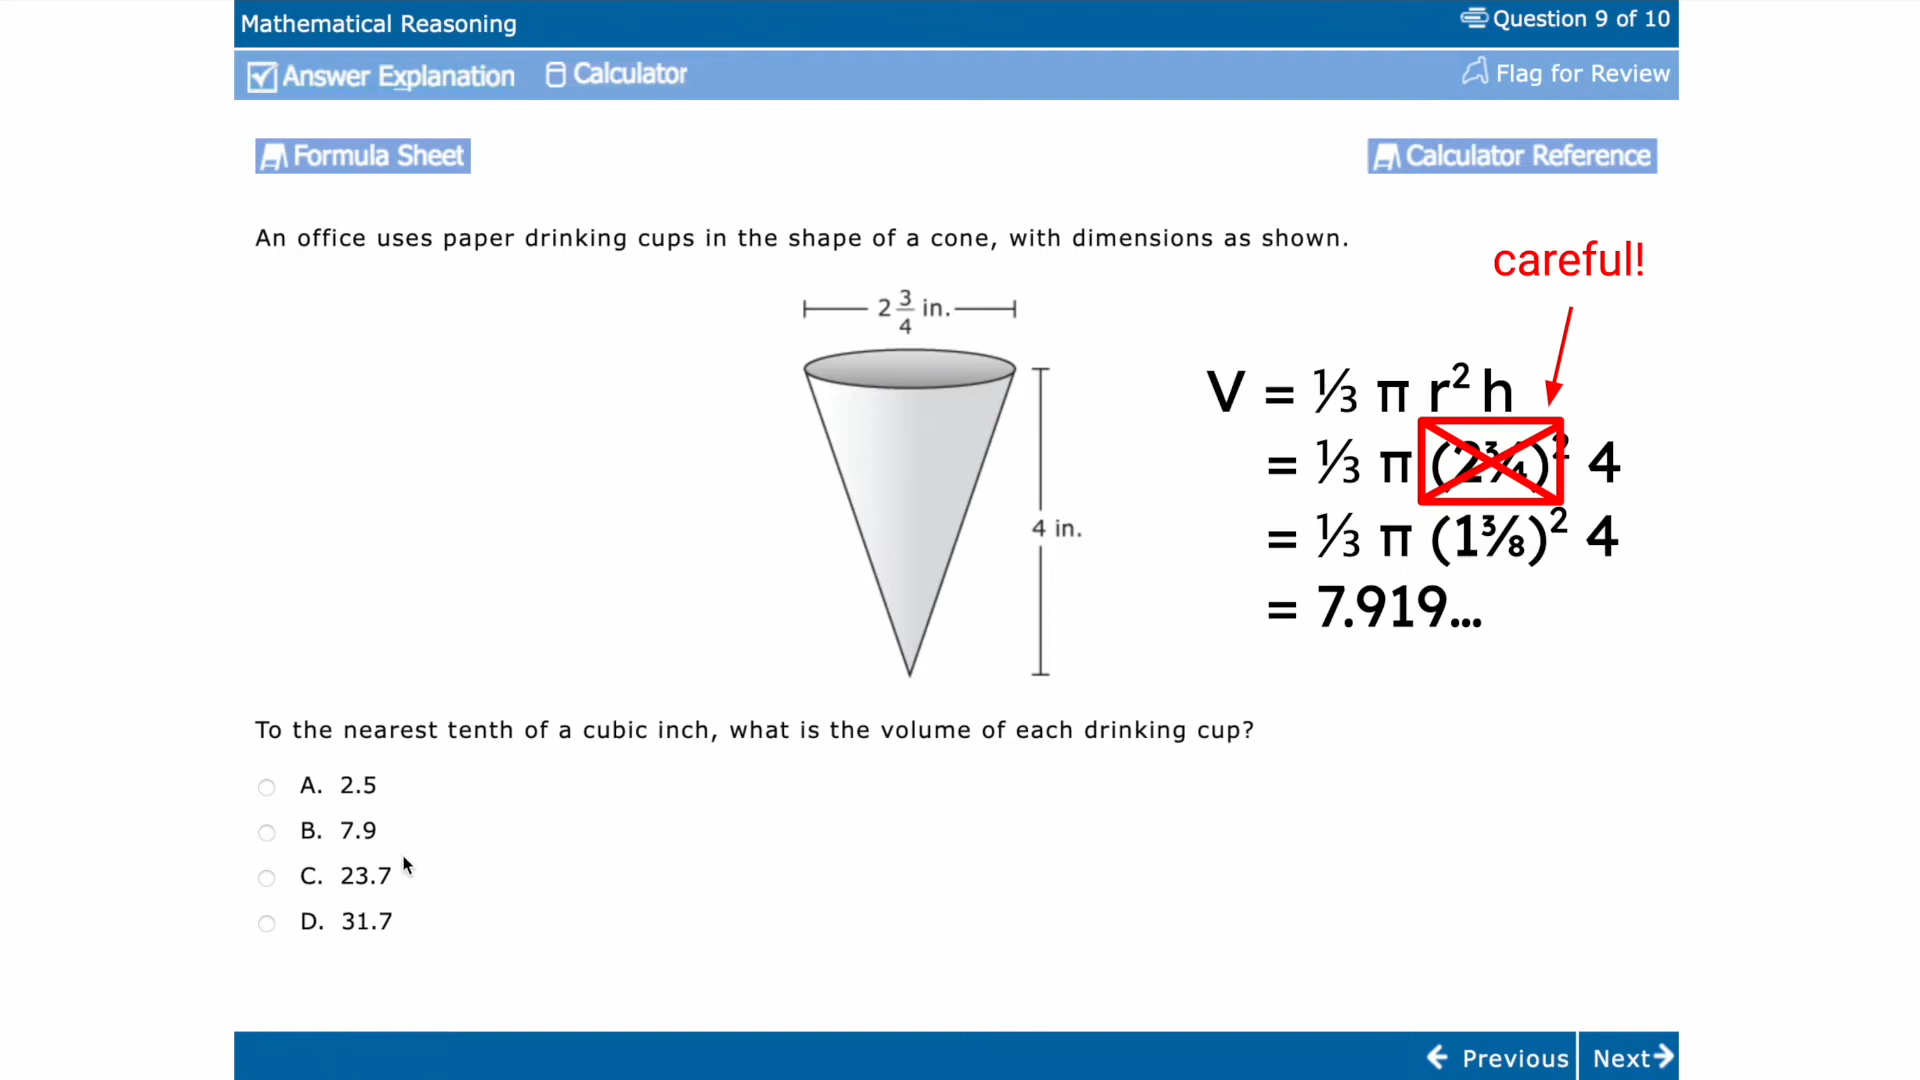 Mathematical Reasoning
Question 9 of 10
Answer Explanation
Calculator
Flag for Review
Formula Sheet
Calculator Reference
An office uses paper drinking cups in the shape of a cone, with dimensions as shown.
careful!
2 3/4 in.
V = ⅓ π r² h
= ⅓ π (2¾)² 4
4 in.
= ⅓ π (1⅜)² 4
= 7.919...
To the nearest tenth of a cubic inch, what is the volume of each drinking cup?
A. 2.5
B. 7.9
C. 23.7
D. 31.7
Previous
Next